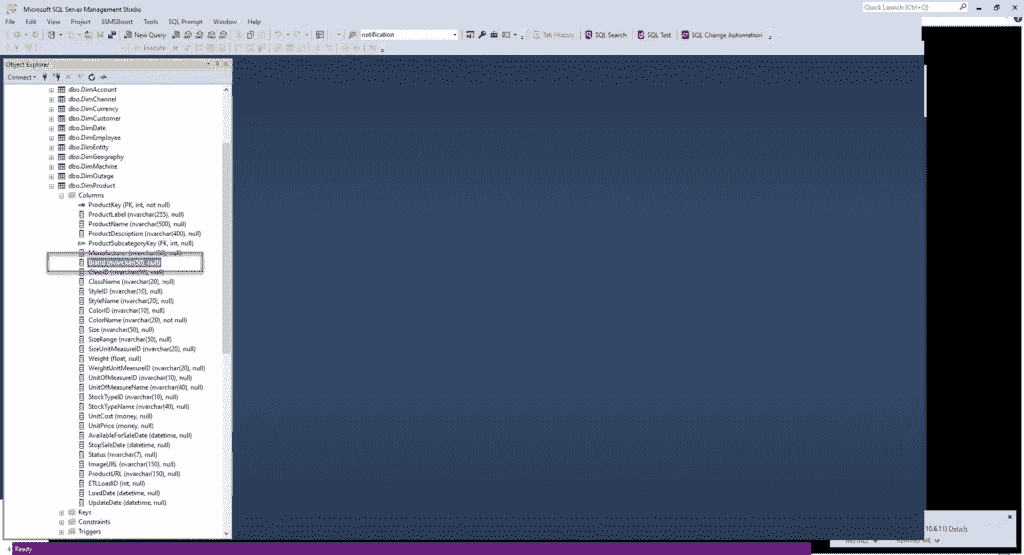 Microsoft SQL Server Management Studio
Quick Launch (Ctrl+Q)
File Edit View Project SSMSBoost Tools SQL Prompt Window Help
New Query notification Tab History SQL Search SQL Test SQL Change Automation
Execute
Object Explorer
Connect
dbo.DimAccount
dbo.DimChannel
dbo.DimCurrency
dbo.DimCustomer
dbo.DimDate
dbo.DimEmployee
dbo.DimEntity
dbo.DimGeography
dbo.DimMachine
dbo.DimOutage
dbo.DimProduct
Columns
ProductKey (PK, int, not null)
ProductLabel (nvarchar(255), null)
ProductName (nvarchar(500), null)
ProductDescription (nvarchar(400), null)
ProductSubcategoryKey (FK, int, null)
Manufacturer (nvarchar(50), null)
Brand (nvarchar(50), null)
ClassID (nvarchar(10), null)
ClassName (nvarchar(20), null)
StyleID (nvarchar(10), null)
StyleName (nvarchar(20), null)
ColorID (nvarchar(10), null)
ColorName (nvarchar(20), not null)
Size (nvarchar(50), null)
SizeRange (nvarchar(50), null)
SizeUnitMeasureID (nvarchar(20), null)
Weight (float, null)
WeightUnitMeasureID (nvarchar(20), null)
UnitOfMeasureID (nvarchar(10), null)
UnitOfMeasureName (nvarchar(40), null)
StockTypeID (nvarchar(10), null)
StockTypeName (nvarchar(40), null)
UnitCost (money, null)
UnitPrice (money, null)
AvailableForSaleDate (datetime, null)
StopSaleDate (datetime, null)
Status (nvarchar(7), null)
ImageURL (nvarchar(150), null)
ProductURL (nvarchar(150), null)
ETLLoadID (int, null)
LoadDate (datetime, null)
UpdateDate (datetime, null)
Keys
Constraints
Triggers
10.6.11) Details
INSTALL REMIND ME
Ready